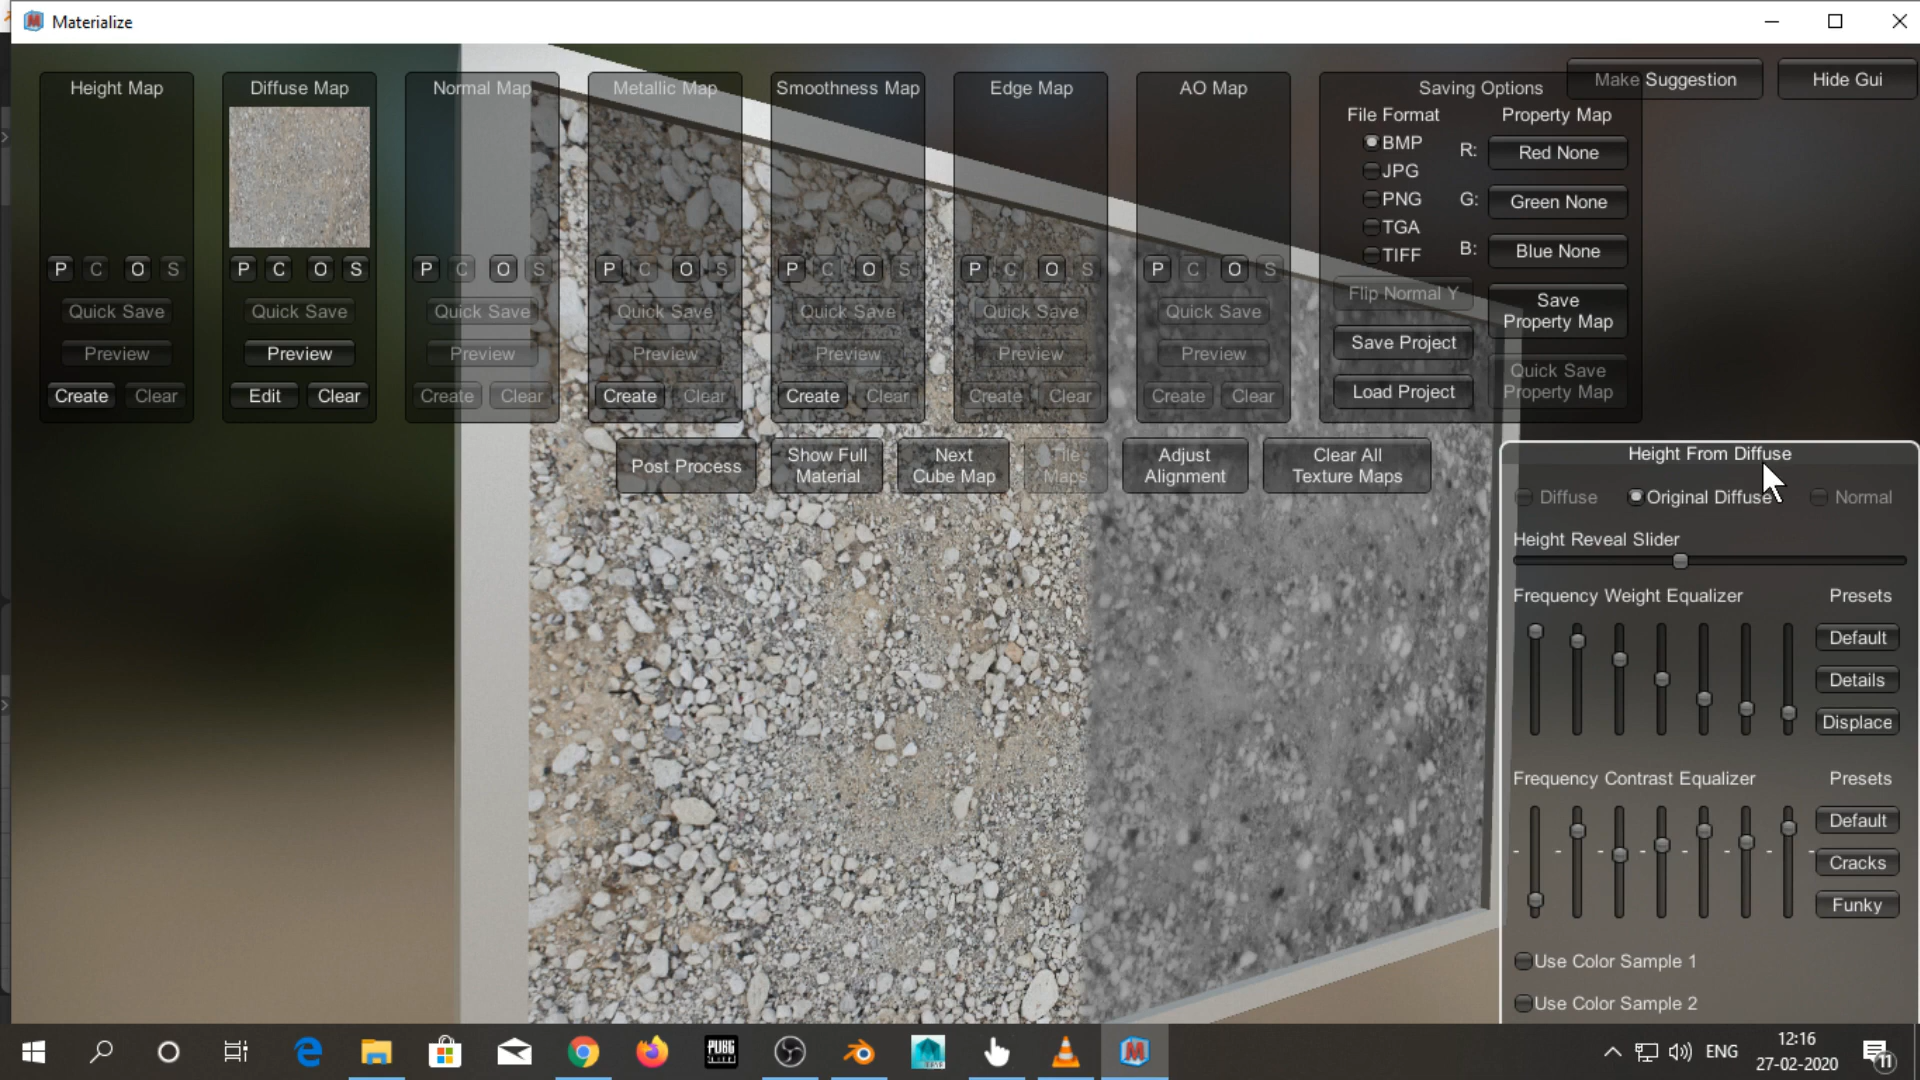 Materialize
Height Map
Diffuse Map
Normal Map
Metallic Map
Smoothness Map
Edge Map
AO Map
Saving Options
Make Suggestion
Hide Gui
File Format
Property Map
BMP
JPG
PNG
TGA
TIFF
R:
Red None
G:
Green None
B:
Blue None
P C O S
P C O S
P C O S
P C O S
P C O S
P C O S
P C O S
Quick Save
Quick Save
Quick Save
Quick Save
Quick Save
Quick Save
Quick Save
Flip Normal Y
Save
Property Map
Preview
Preview
Preview
Preview
Preview
Preview
Preview
Save Project
Quick Save
Property Map
Create Clear
Edit Clear
Create Clear
Create Clear
Create Clear
Create Clear
Create Clear
Load Project
Post Process
Show Full
Material
Next
Cube Map
Tile
Maps
Adjust
Alignment
Clear All
Texture Maps
Height From Diffuse
Diffuse
Original Diffuse
Normal
Height Reveal Slider
Frequency Weight Equalizer
Presets
Default
Details
Displace
Frequency Contrast Equalizer
Presets
Default
Cracks
Funky
Use Color Sample 1
Use Color Sample 2
PUBG
ENG
12:16
27-02-2020
11